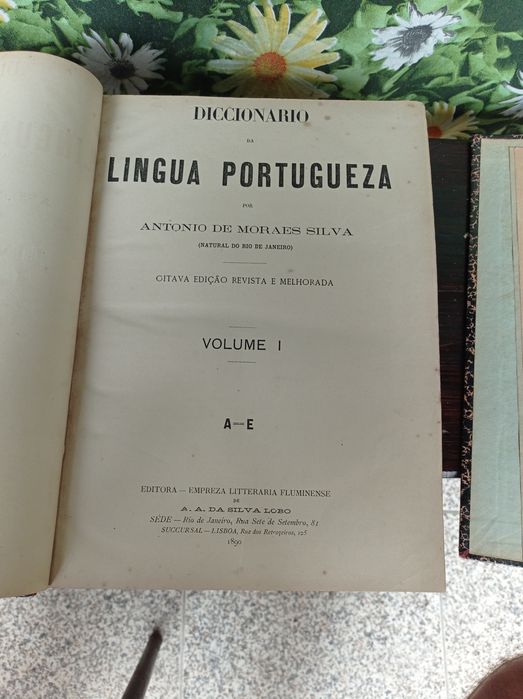 DICCIONARIO
DA
LINGUA PORTUGUEZA
POR
ANTONIO DE MORAES SILVA
(NATURAL DO RIO DE JANEIRO)
OITAVA EDIÇÃO REVISTA E MELHORADA
VOLUME I
A—E
EDITORA — EMPREZA LITTERARIA FLUMINENSE
DE
A. A. DA SILVA LOBO
SÉDE — Rio de Janeiro, Rua Sete de Setembro, 81
SUCCURSAL — LISBOA, Rua dos Retrozeiros, 125
1890